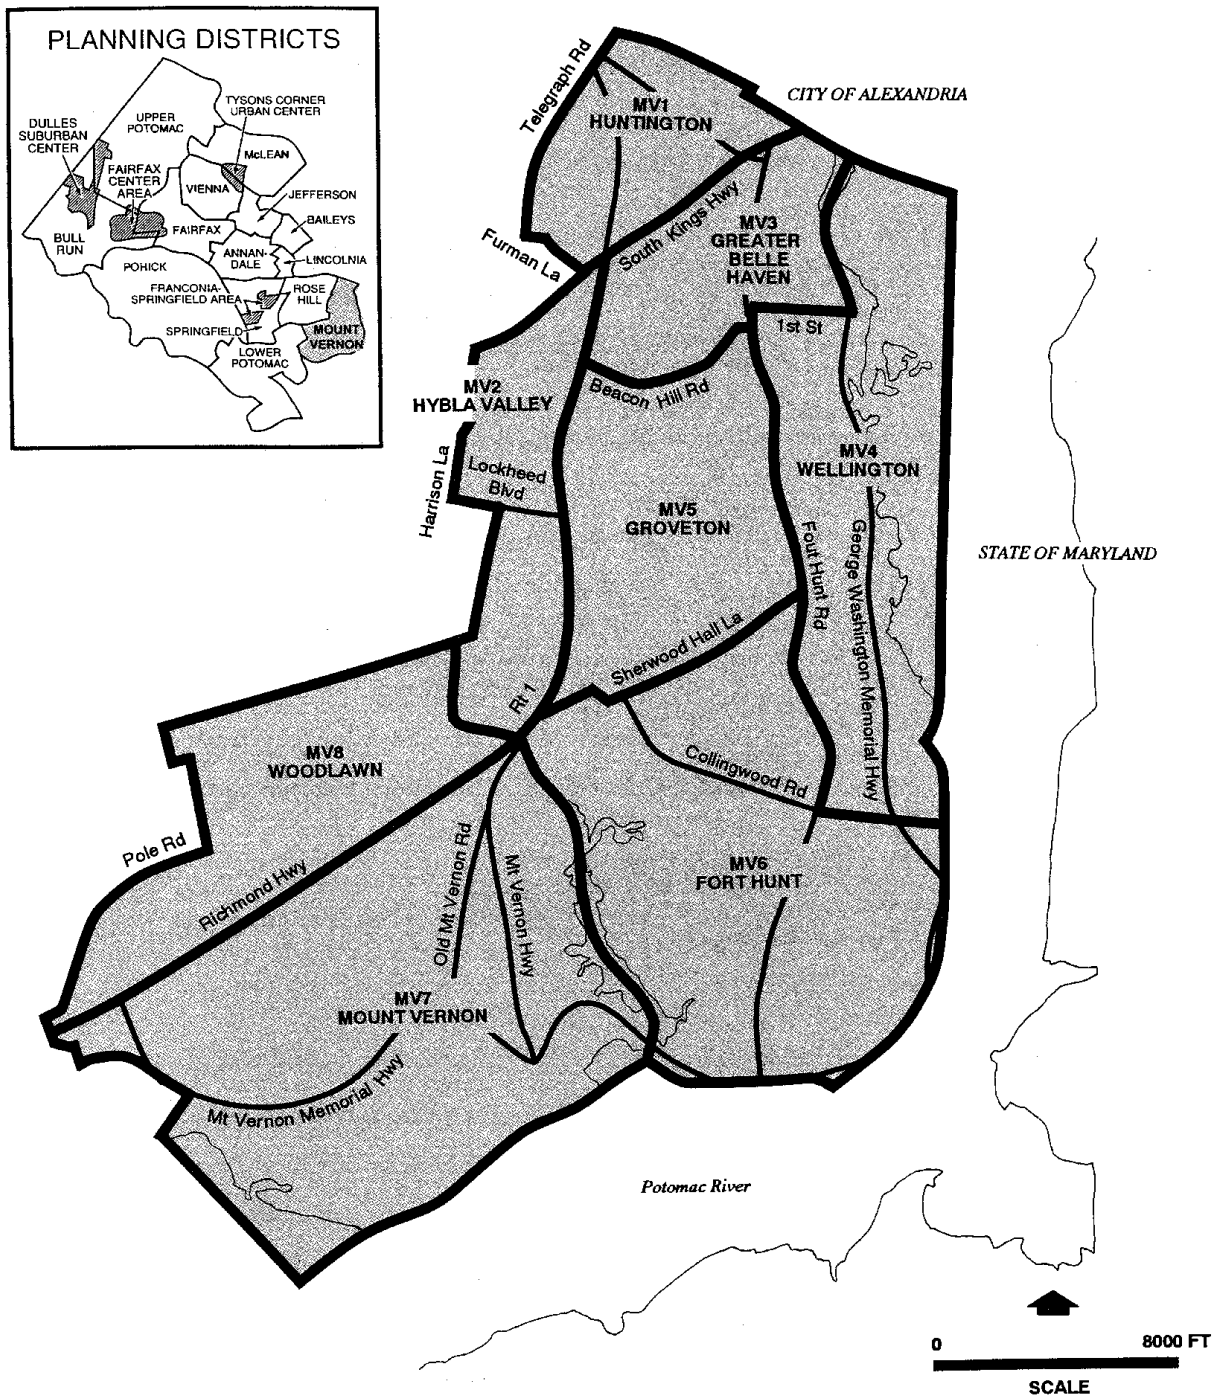 PLANNING DISTRICTS
TYSONS CORNER
URBAN CENTER
UPPER
POTOMAC
DULLES
SUBURBAN
CENTER
McLEAN
FAIRFAX
CENTER
AREA
VIENNA
JEFFERSON
BAILEYS
FAIRFAX
BULL
RUN
ANNAN-
DALE
LINCOLNIA
POHICK
FRANCONIA-
SPRINGFIELD AREA
ROSE
HILL
SPRINGFIELD
MOUNT
VERNON
LOWER
POTOMAC
Telegraph Rd
CITY OF ALEXANDRIA
MV1
HUNTINGTON
South Kings Hwy
MV3
GREATER
BELLE
HAVEN
Furman La
1st St
MV2
HYBLA VALLEY
Beacon Hill Rd
Harrison La
Lockheed
Blvd
MV4
WELLINGTON
MV5
GROVETON
Fout Hunt Rd
George Washington Memorial Hwy
STATE OF MARYLAND
Sherwood Hall La
Rt 1
MV8
WOODLAWN
Collingwood Rd
Pole Rd
Richmond Hwy
Old Mt Vernon Rd
Mt Vernon Hwy
MV6
FORT HUNT
MV7
MOUNT VERNON
Mt Vernon Memorial Hwy
Potomac River
0
8000 FT
SCALE